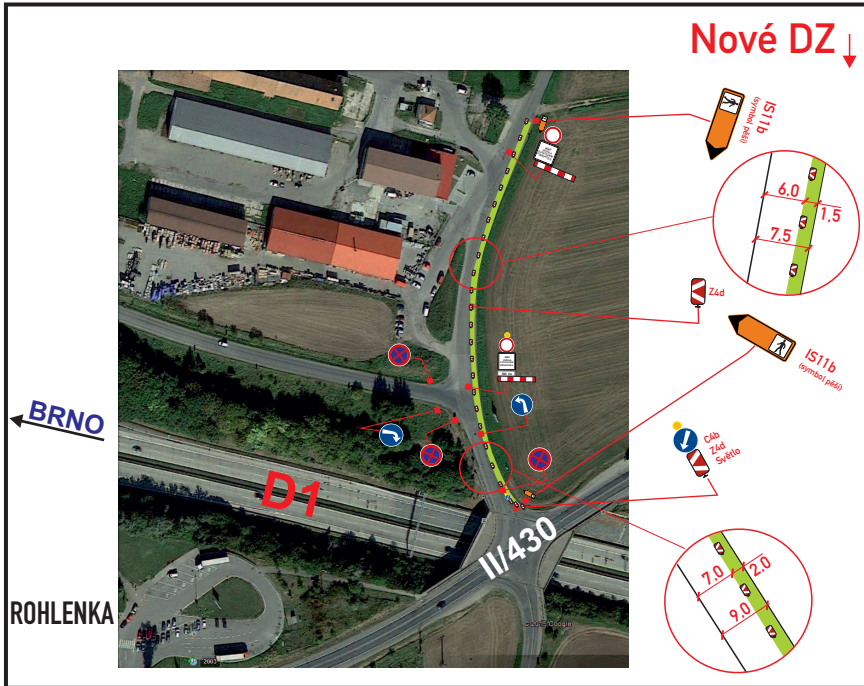 Nové DZ
IS11b
(symbol pěší)
6.0
1.5
7.5
Z4d
IS11b
(symbol pěší)
BRNO
C4b
Z4d
Světlo
D1
II/430
7.0
2.0
9.0
ROHLENKA
2003